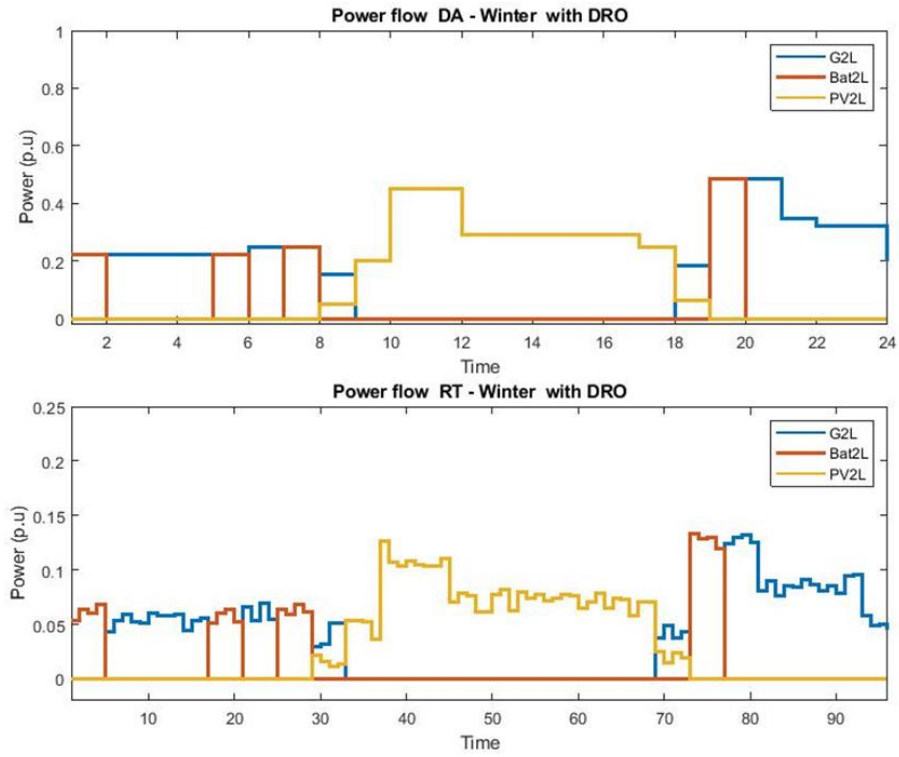 Power flow  DA - Winter  with DRO
1
0.8
0.6
0.4
0.2
0
Power (p.u)
G2L
Bat2L
PV2L
2 4 6 8 10 12 14 16 18 20 22 24
Time
Power flow  RT - Winter  with DRO
0.25
0.2
0.15
0.1
0.05
0
Power (p.u)
G2L
Bat2L
PV2L
10 20 30 40 50 60 70 80 90
Time